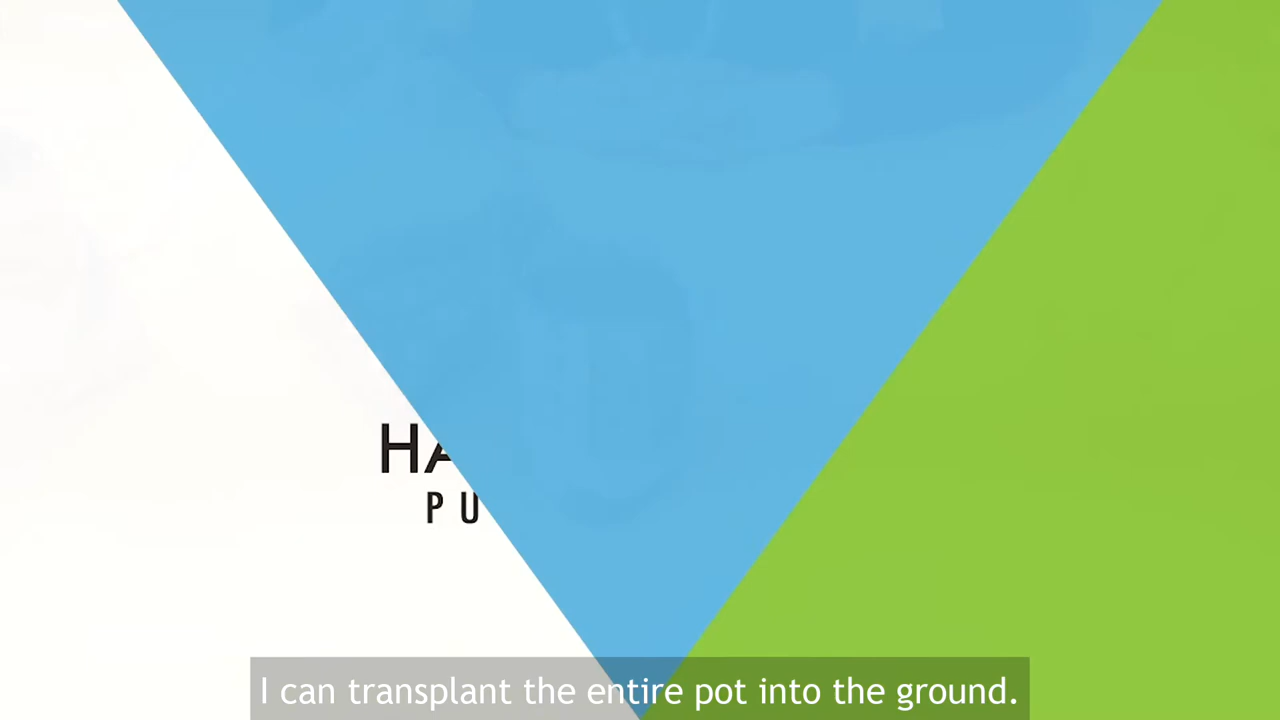 HA
PU
I can transplant the entire pot into the ground.